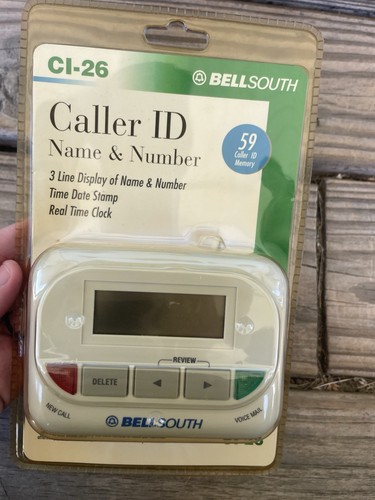 CI-26
BELLSOUTH
Caller ID
Name & Number
59
Caller ID
Memory
3 Line Display of Name & Number
Time Date Stamp
Real Time Clock
REVIEW
DELETE
NEW CALL
VOICE MAIL
BELLSOUTH